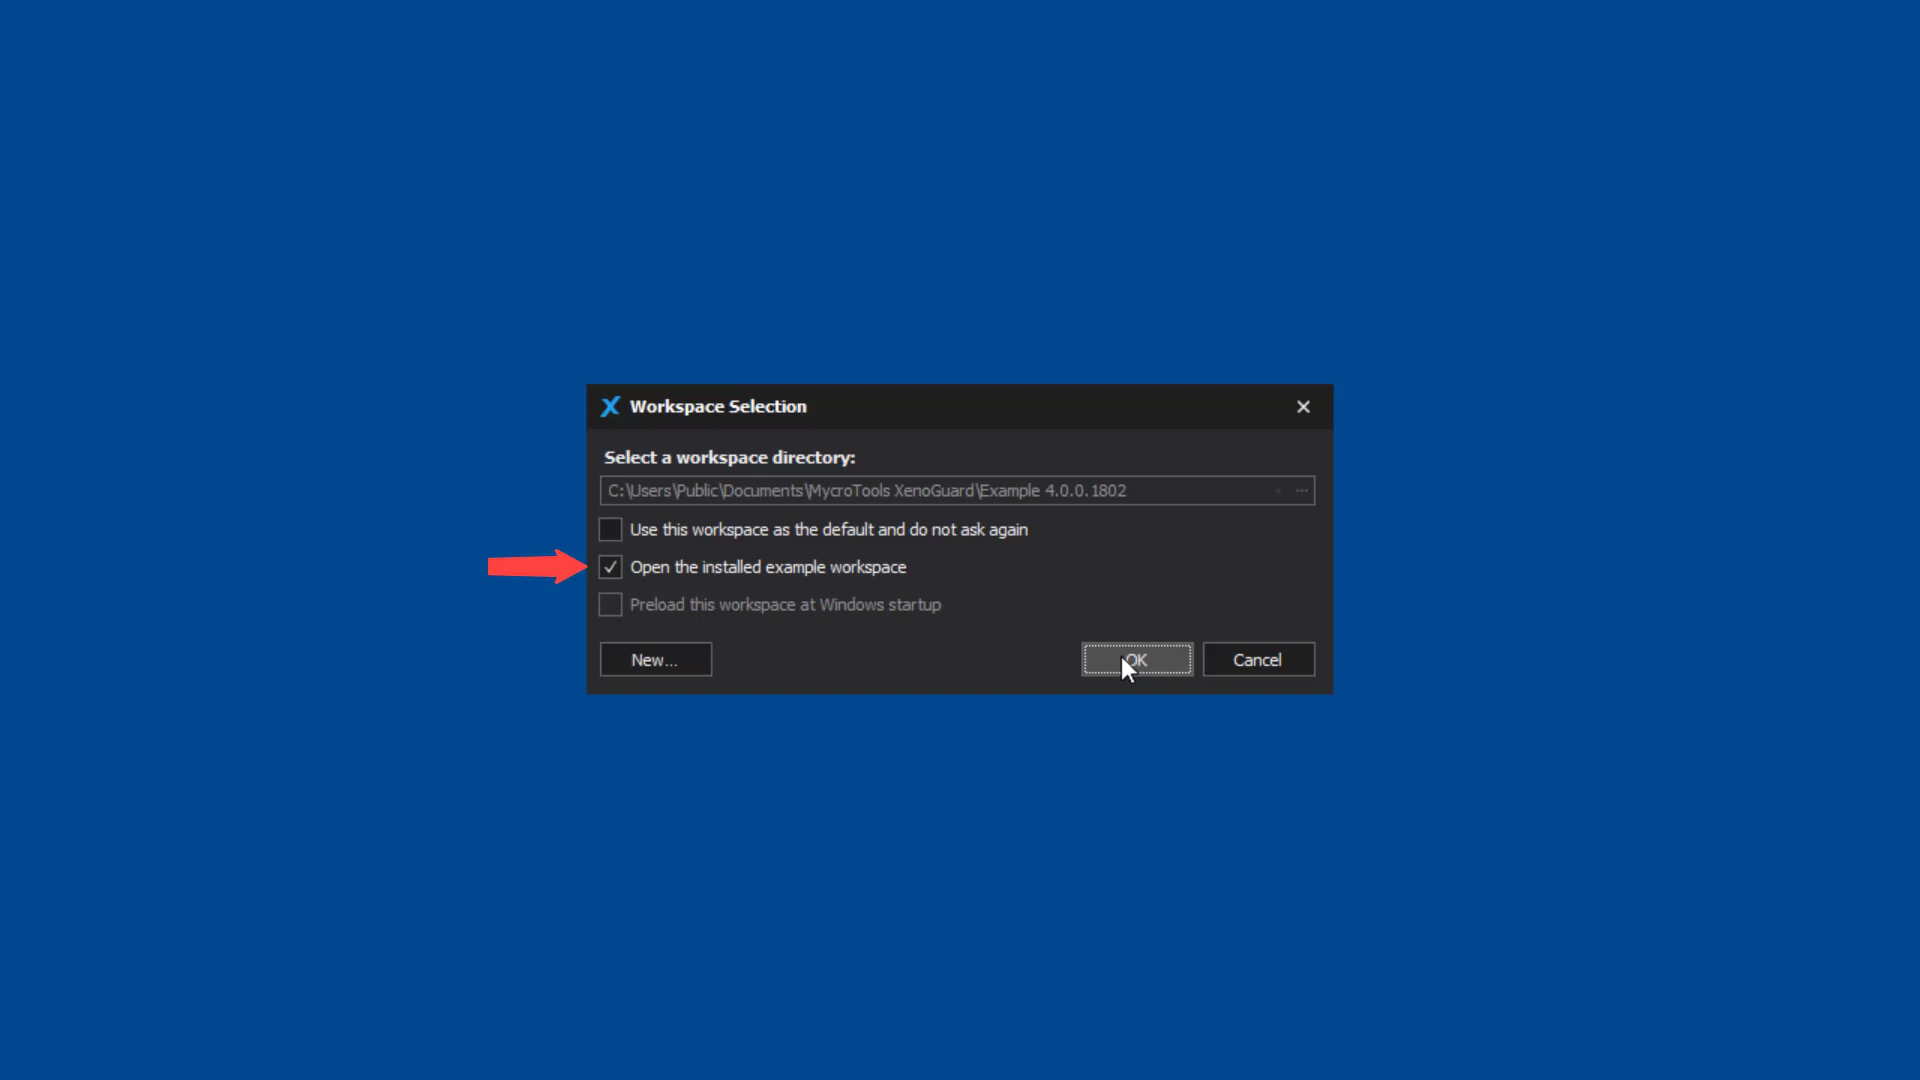 Workspace Selection
Select a workspace directory:
C:\Users\Public\Documents\MycroTools XenoGuard\Example 4.0.0.1802
Use this workspace as the default and do not ask again
Open the installed example workspace
Preload this workspace at Windows startup
New...
OK
Cancel